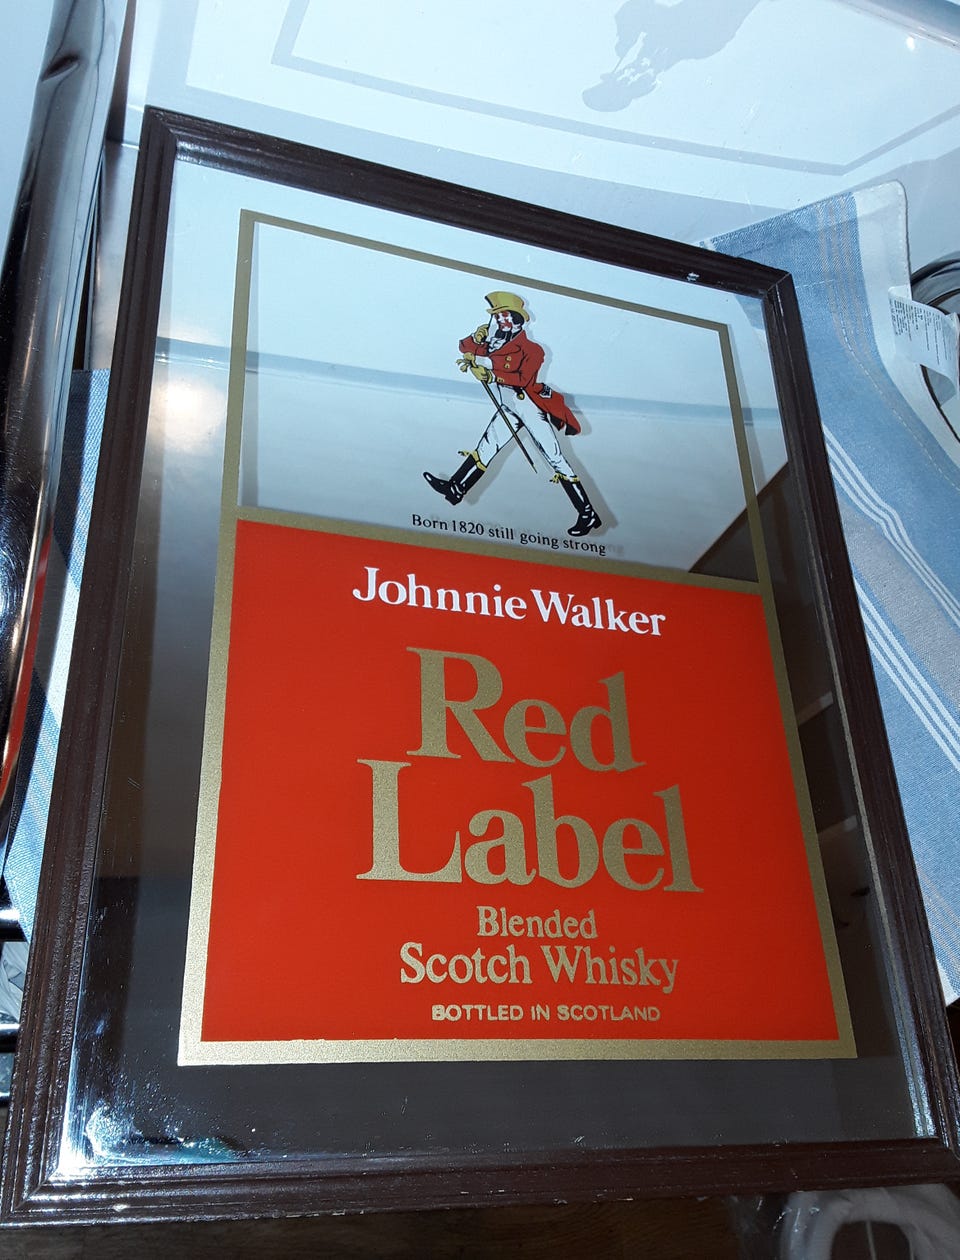 Born 1820 still going strong
Johnnie Walker
Red
Label
Blended
Scotch Whisky
BOTTLED IN SCOTLAND